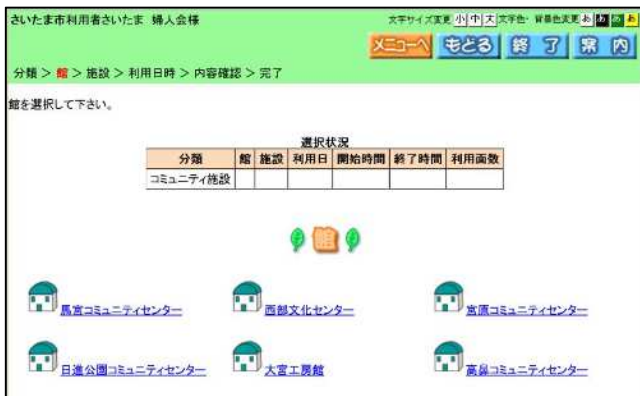 さいたま市利用者さいたま 婦人会様
文字サイズ変更 小 中 大 文字色・背景色変更 あ あ あ あ
メニューへ もどる 終了 案内
分類 > 館 > 施設 > 利用日時 > 内容確認 > 完了
館を選択して下さい。
選択状況
分類 館 施設 利用日 開始時間 終了時間 利用面数
コミュニティ施設
館
馬宮コミュニティセンター 西部文化センター 宮原コミュニティセンター
日進公園コミュニティセンター 大宮工房館 高鼻コミュニティセンター